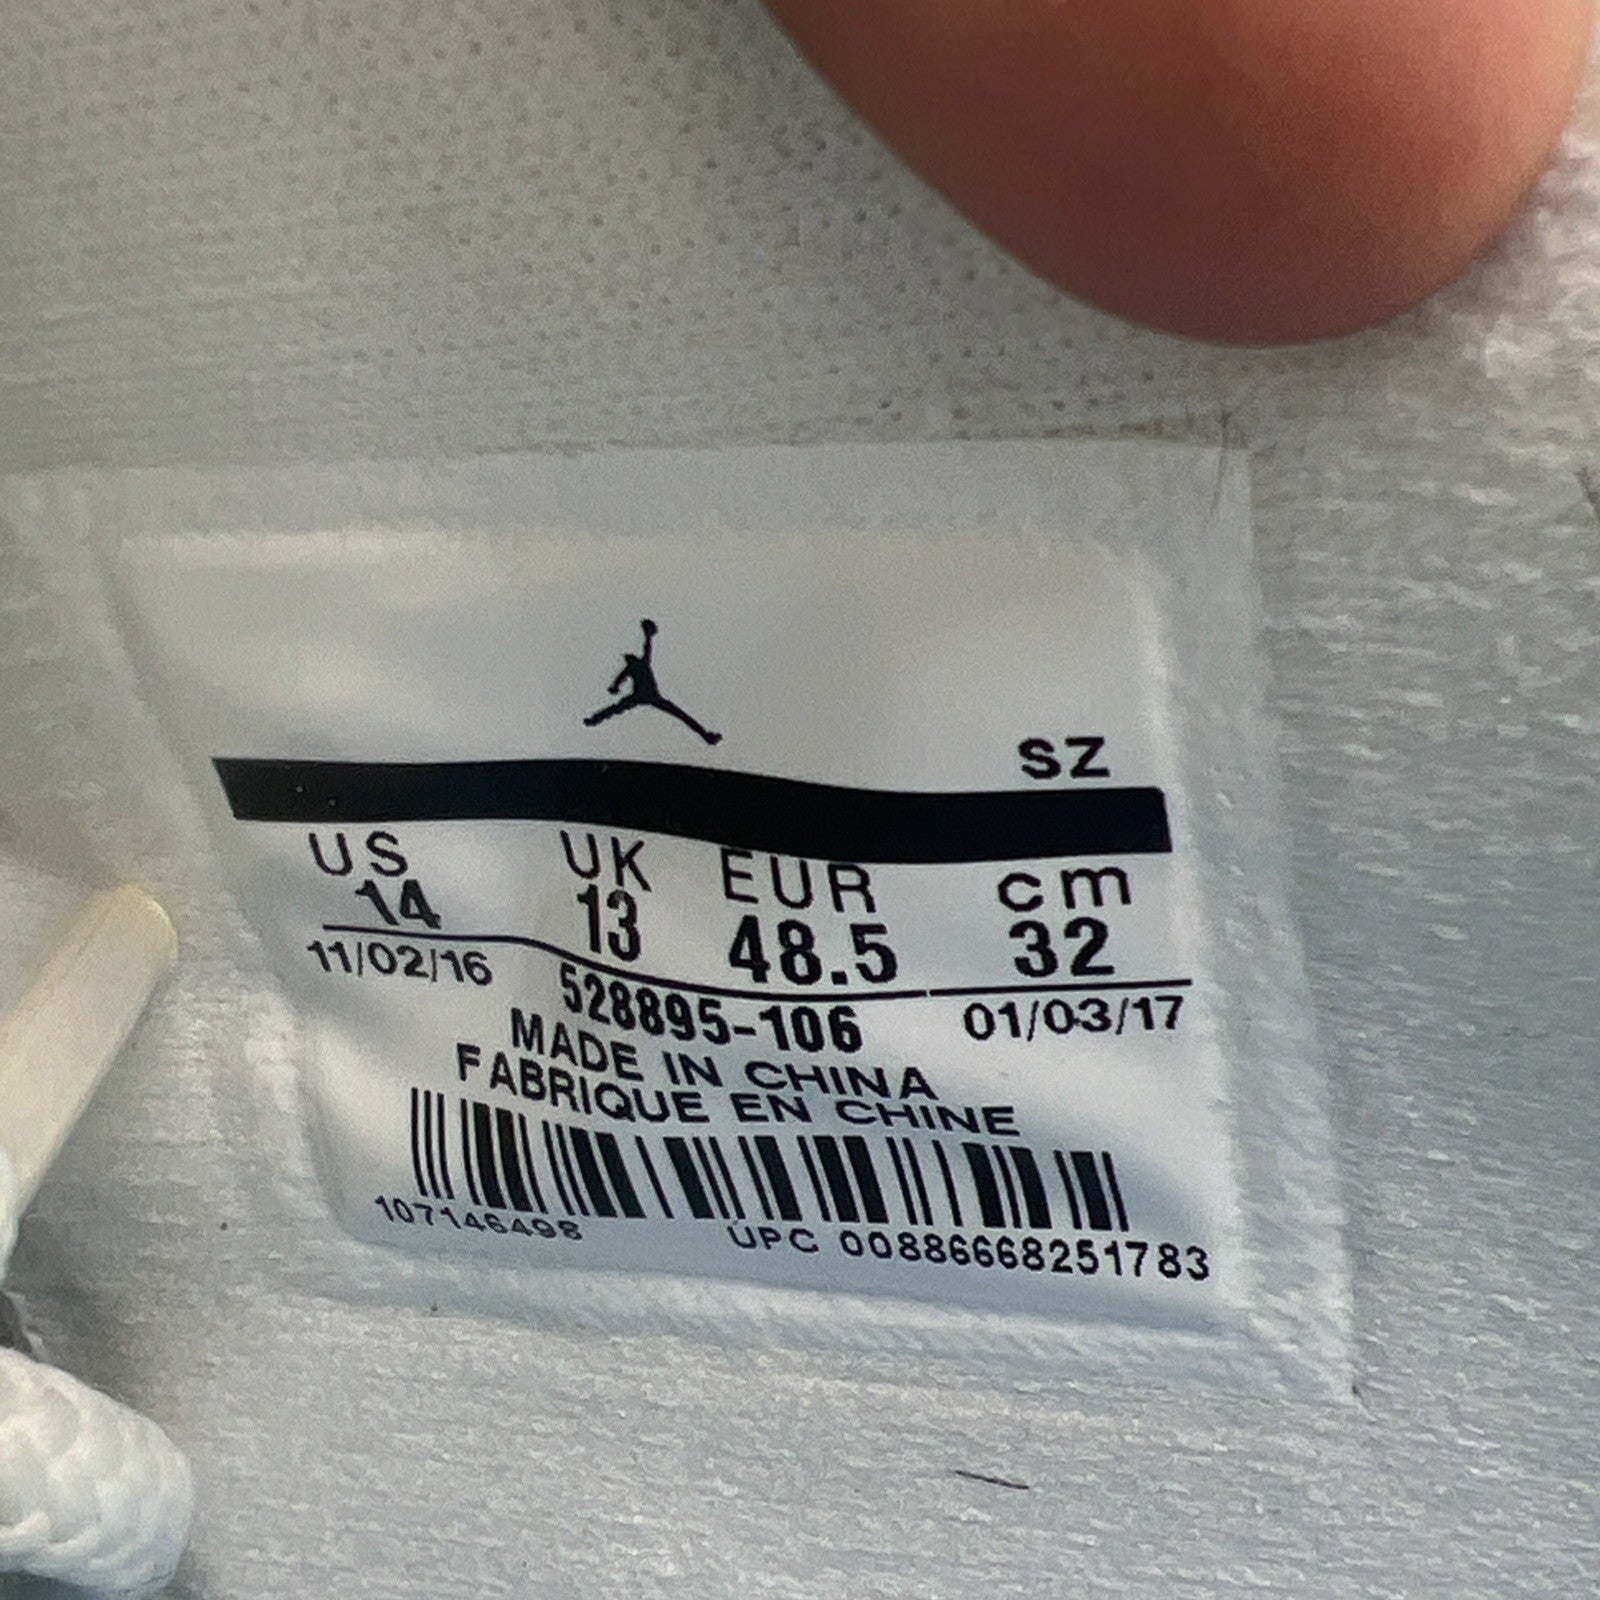 SZ
US UK EUR cm
14 13 48.5 32
11/02/16 528895-106 01/03/17
MADE IN CHINA
FABRIQUE EN CHINE
107146498 UPC 00886668251783